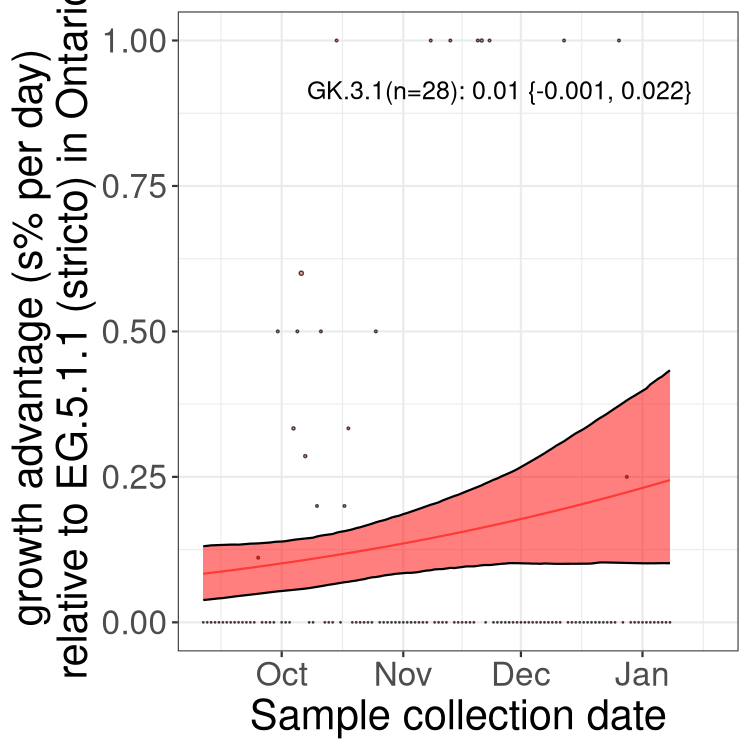 growth advantage (s% per day)
relative to EG.5.1.1 (stricto) in Ontario
1.00
0.75
0.50
0.25
0.00
GK.3.1(n=28): 0.01 {-0.001, 0.022}
Oct Nov Dec Jan
Sample collection date